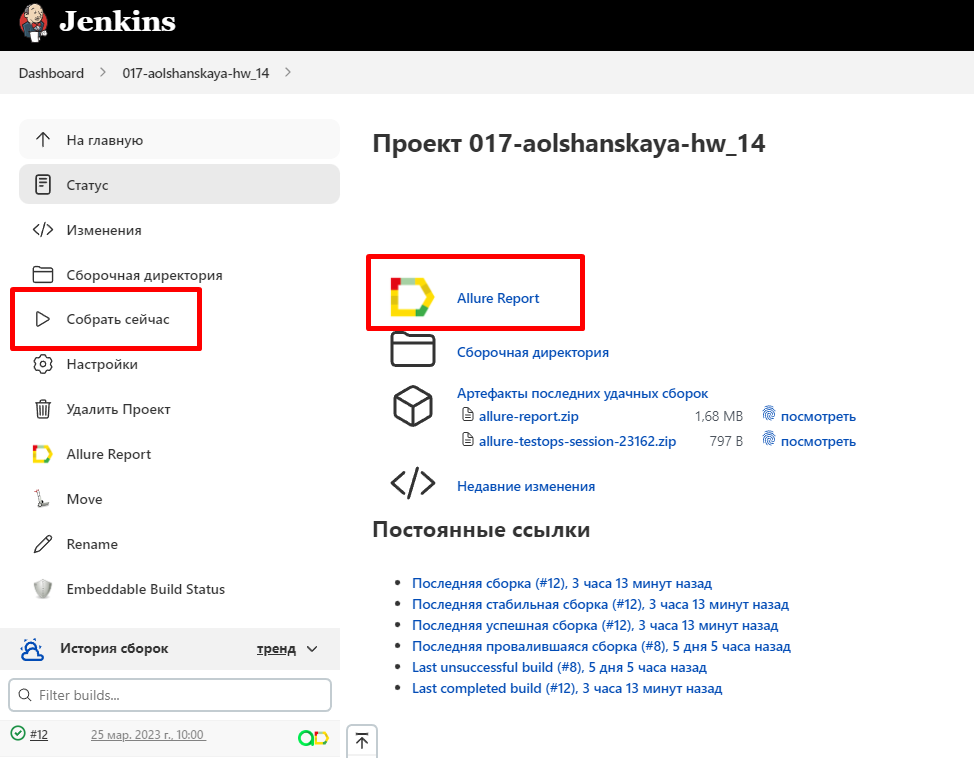 Jenkins
Dashboard
017-aolshanskaya-hw_14
На главную
Статус
Изменения
Сборочная директория
Собрать сейчас
Настройки
Удалить Проект
Allure Report
Move
Rename
Embeddable Build Status
История сборок тренд
Filter builds...
#12 25 мар. 2023 г., 10:00
Проект 017-aolshanskaya-hw_14
Allure Report
Сборочная директория
Артефакты последних удачных сборок
allure-report.zip 1,68 MB посмотреть
allure-testops-session-23162.zip 797 B посмотреть
Недавние изменения
Постоянные ссылки
Последняя сборка (#12), 3 часа 13 минут назад
Последняя стабильная сборка (#12), 3 часа 13 минут назад
Последняя успешная сборка (#12), 3 часа 13 минут назад
Последняя провалившаяся сборка (#8), 5 дня 5 часа назад
Last unsuccessful build (#8), 5 дня 5 часа назад
Last completed build (#12), 3 часа 13 минут назад